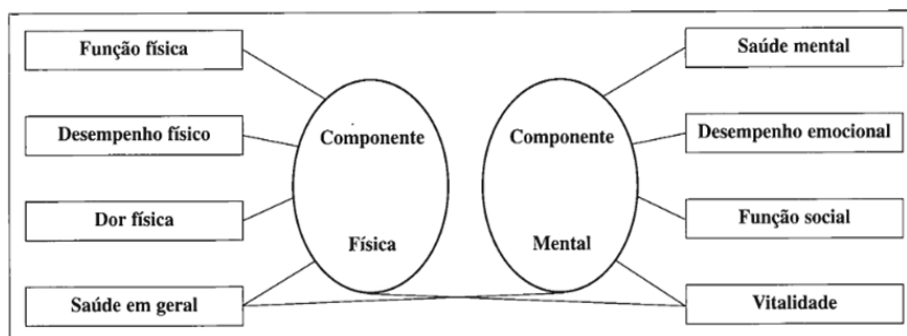 Função física
Saúde mental
Componente
Componente
Desempenho físico
Desempenho emocional
Dor física
Função social
Física
Mental
Saúde em geral
Vitalidade